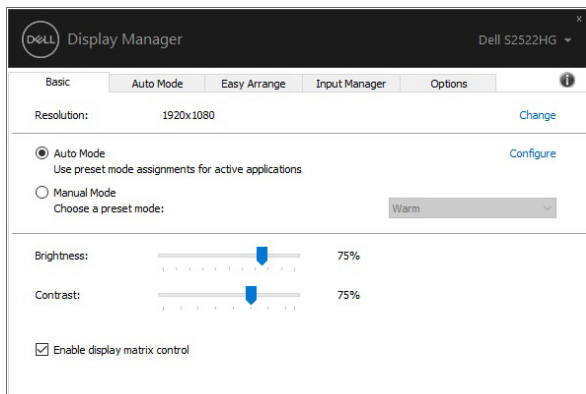 DELL Display Manager
Dell S2522HG
x
Basic
Auto Mode
Easy Arrange
Input Manager
Options
i
Resolution:
1920x1080
Change
Auto Mode
Configure
Use preset mode assignments for active applications
Manual Mode
Choose a preset mode:
Warm
Brightness:
75%
Contrast:
75%
Enable display matrix control